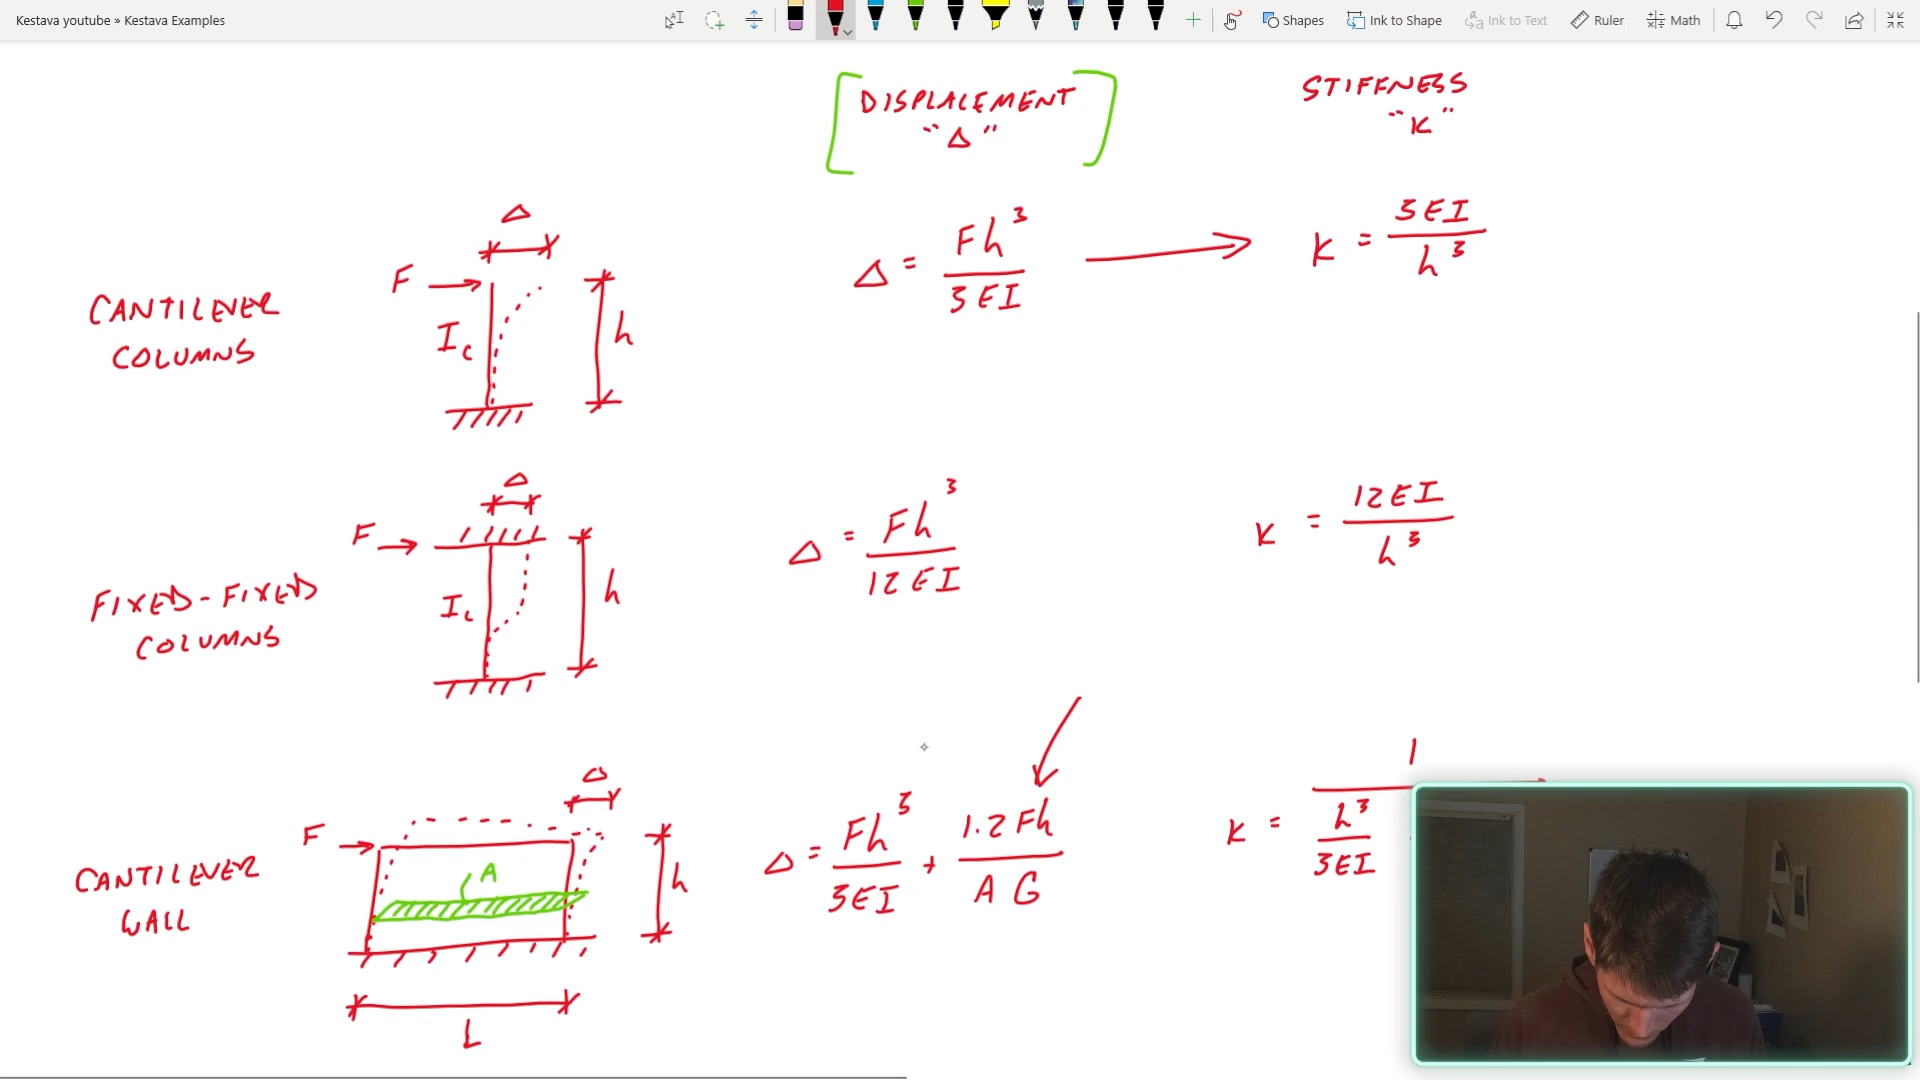 Kestava youtube » Kestava Examples
Shapes
Ink to Shape
Ink to Text
Ruler
Math
DISPLACEMENT
"Δ"
STIFFNESS
"K"
CANTILEVER
COLUMNS
Δ
F
I_c
h
Δ = Fh³ / 3EI
K = 3EI / h³
FIXED-FIXED
COLUMNS
Δ
F
I_c
h
Δ = Fh³ / 12EI
K = 12EI / h³
CANTILEVER
WALL
Δ
F
A
h
L
Δ = Fh³ / 3EI + 1.2Fh / AG
K = 1 / h³ / 3EI